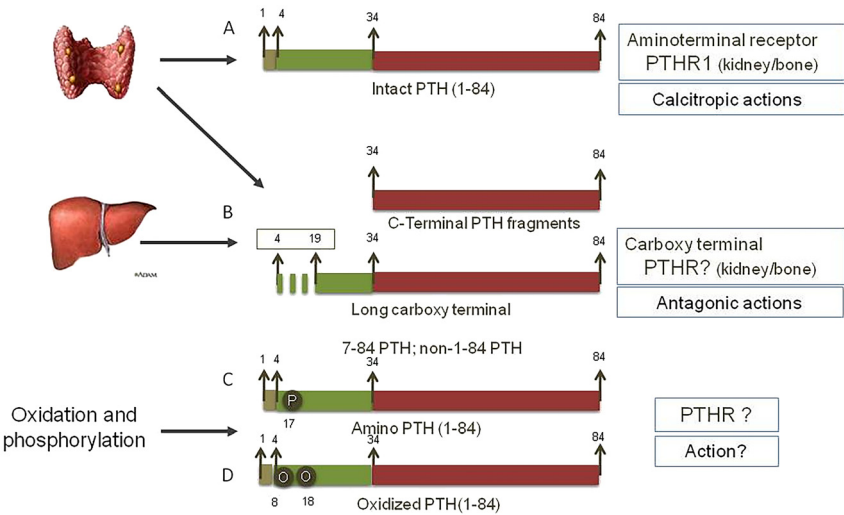 A
1 4 34 84
Intact PTH (1-84)
Aminoterminal receptor
PTHR1 (kidney/bone)
Calcitropic actions
34 84
C-Terminal PTH fragments
B
4 19 34 84
Long carboxy terminal
Carboxy terminal
PTHR? (kidney/bone)
Antagonic actions
ADAM
7-84 PTH; non-1-84 PTH
C
1 4 34 84
P
17
Amino PTH (1-84)
Oxidation and
phosphorylation
PTHR ?
Action?
D
1 4 34 84
O O
8 18
Oxidized PTH(1-84)